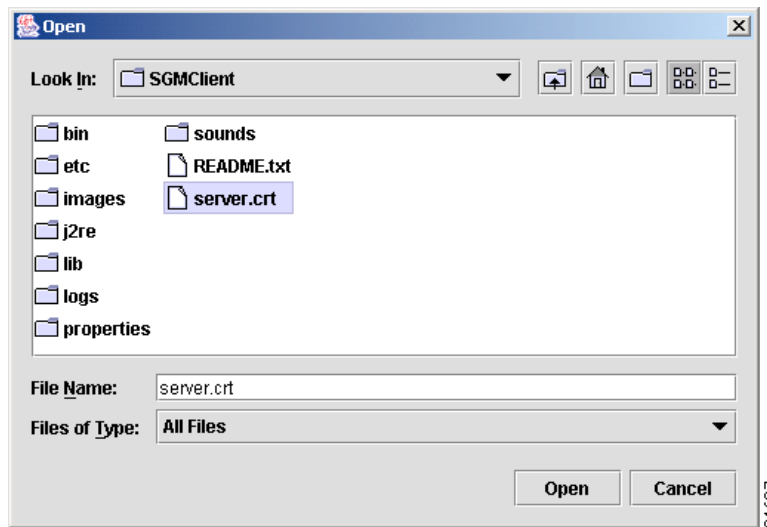 Open
Look In: SGMClient
bin
etc
images
j2re
lib
logs
properties
sounds
README.txt
server.crt
File Name: server.crt
Files of Type: All Files
Open Cancel